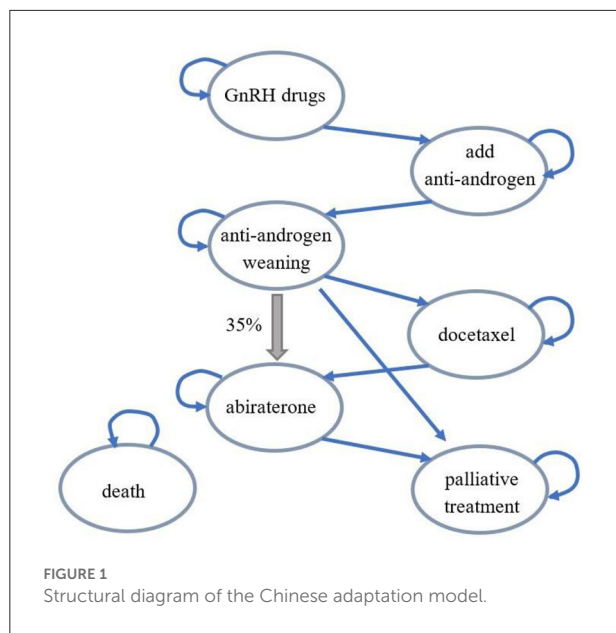 GnRH drugs
add
anti-androgen
anti-androgen
weaning
35%
docetaxel
abiraterone
death
palliative
treatment
FIGURE 1
Structural diagram of the Chinese adaptation model.